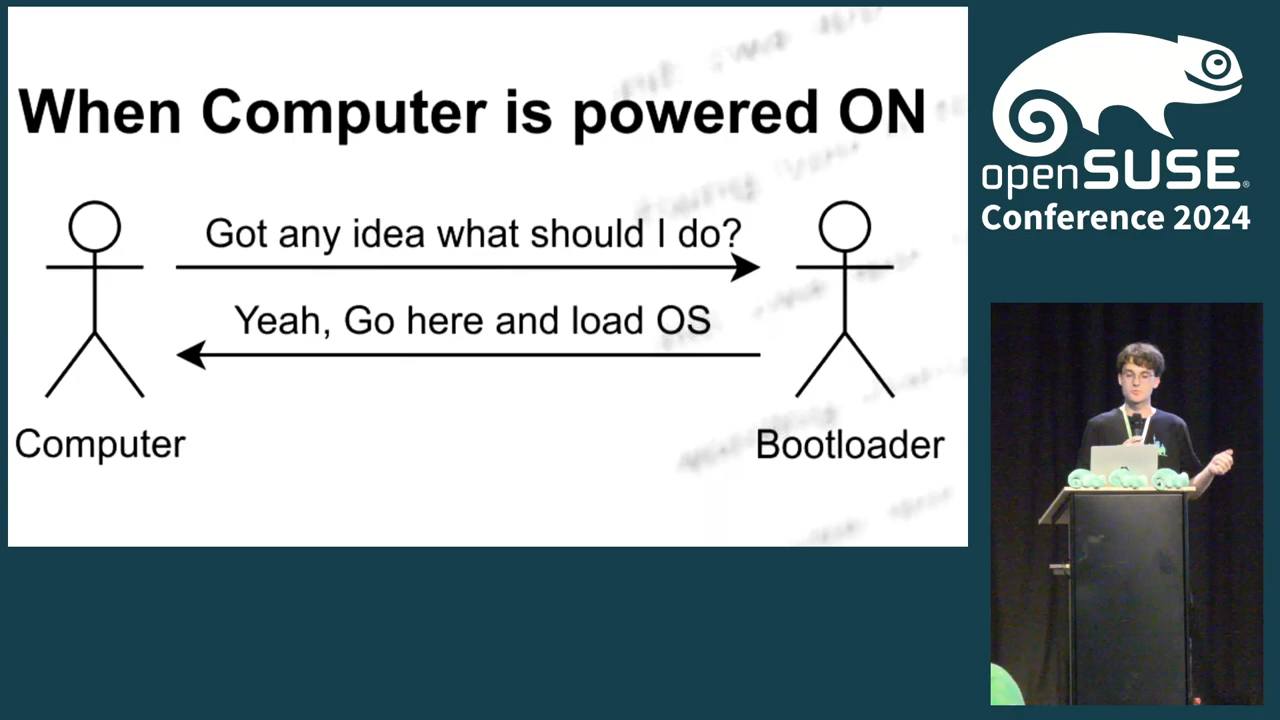 When Computer is powered ON
Got any idea what should I do?
Yeah, Go here and load OS
Computer
Bootloader
openSUSE®
Conference 2024